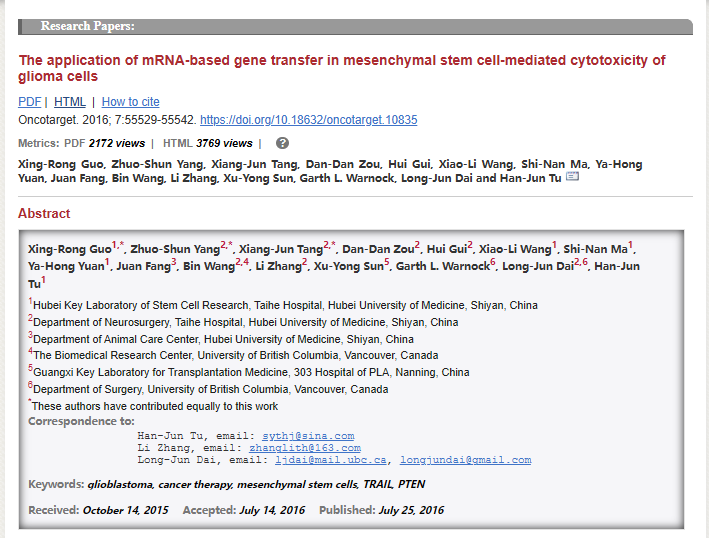 Research Papers:
The application of mRNA-based gene transfer in mesenchymal stem cell-mediated cytotoxicity of
glioma cells
PDF | HTML | How to cite
Oncotarget. 2016; 7:55529-55542. https://doi.org/10.18632/oncotarget.10835
Metrics: PDF 2172 views | HTML 3769 views | ?
Xing-Rong Guo, Zhuo-Shun Yang, Xiang-Jun Tang, Dan-Dan Zou, Hui Gui, Xiao-Li Wang, Shi-Nan Ma, Ya-Hong
Yuan, Juan Fang, Bin Wang, Li Zhang, Xu-Yong Sun, Garth L. Warnock, Long-Jun Dai and Han-Jun Tu
Abstract
Xing-Rong Guo1,*, Zhuo-Shun Yang2,*, Xiang-Jun Tang2,*, Dan-Dan Zou2, Hui Gui2, Xiao-Li Wang1, Shi-Nan Ma1,
Ya-Hong Yuan1, Juan Fang3, Bin Wang2,4, Li Zhang2, Xu-Yong Sun5, Garth L. Warnock6, Long-Jun Dai2,6, Han-Jun
Tu1
1Hubei Key Laboratory of Stem Cell Research, Taihe Hospital, Hubei University of Medicine, Shiyan, China
2Department of Neurosurgery, Taihe Hospital, Hubei University of Medicine, Shiyan, China
3Department of Animal Care Center, Hubei University of Medicine, Shiyan, China
4The Biomedical Research Center, University of British Columbia, Vancouver, Canada
5Guangxi Key Laboratory for Transplantation Medicine, 303 Hospital of PLA, Nanning, China
6Department of Surgery, University of British Columbia, Vancouver, Canada
*These authors have contributed equally to this work
Correspondence to:
Han-Jun Tu, email: sythj@sina.com
Li Zhang, email: zhanglith@163.com
Long-Jun Dai, email: ljdai@mail.ubc.ca, longjundai@gmail.com
Keywords: glioblastoma, cancer therapy, mesenchymal stem cells, TRAIL, PTEN
Received: October 14, 2015 Accepted: July 14, 2016 Published: July 25, 2016